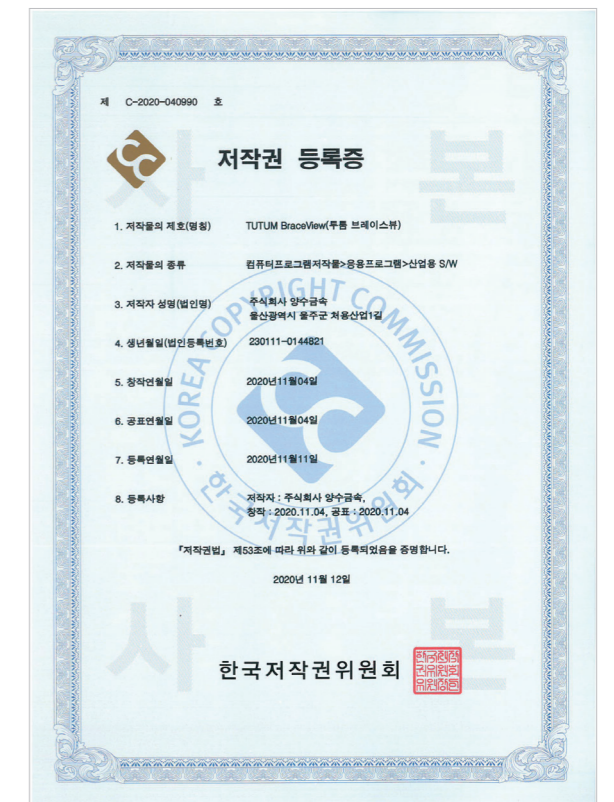 제 C-2020-040990 호
저작권 등록증
1. 저작물의 제호(명칭) TUTUM BraceView(투툼 브레이스뷰)
2. 저작물의 종류 컴퓨터프로그램저작물>응용프로그램>산업용 S/W
3. 저작자 성명(법인명) 주식회사 양수금속
울산광역시 울주군 처용산업1길
4. 생년월일(법인등록번호) 230111-0144821
5. 창작연월일 2020년11월04일
6. 공표연월일 2020년11월04일
7. 등록연월일 2020년11월11일
8. 등록사항 저작자 : 주식회사 양수금속,
창작 : 2020.11.04, 공표 : 2020.11.04
『저작권법』 제53조에 따라 위와 같이 등록되었음을 증명합니다.
2020년 11월 12일
한국저작권위원회
사 본
사 본
KOREA COPYRIGHT COMMISSION
한국저작권위원회